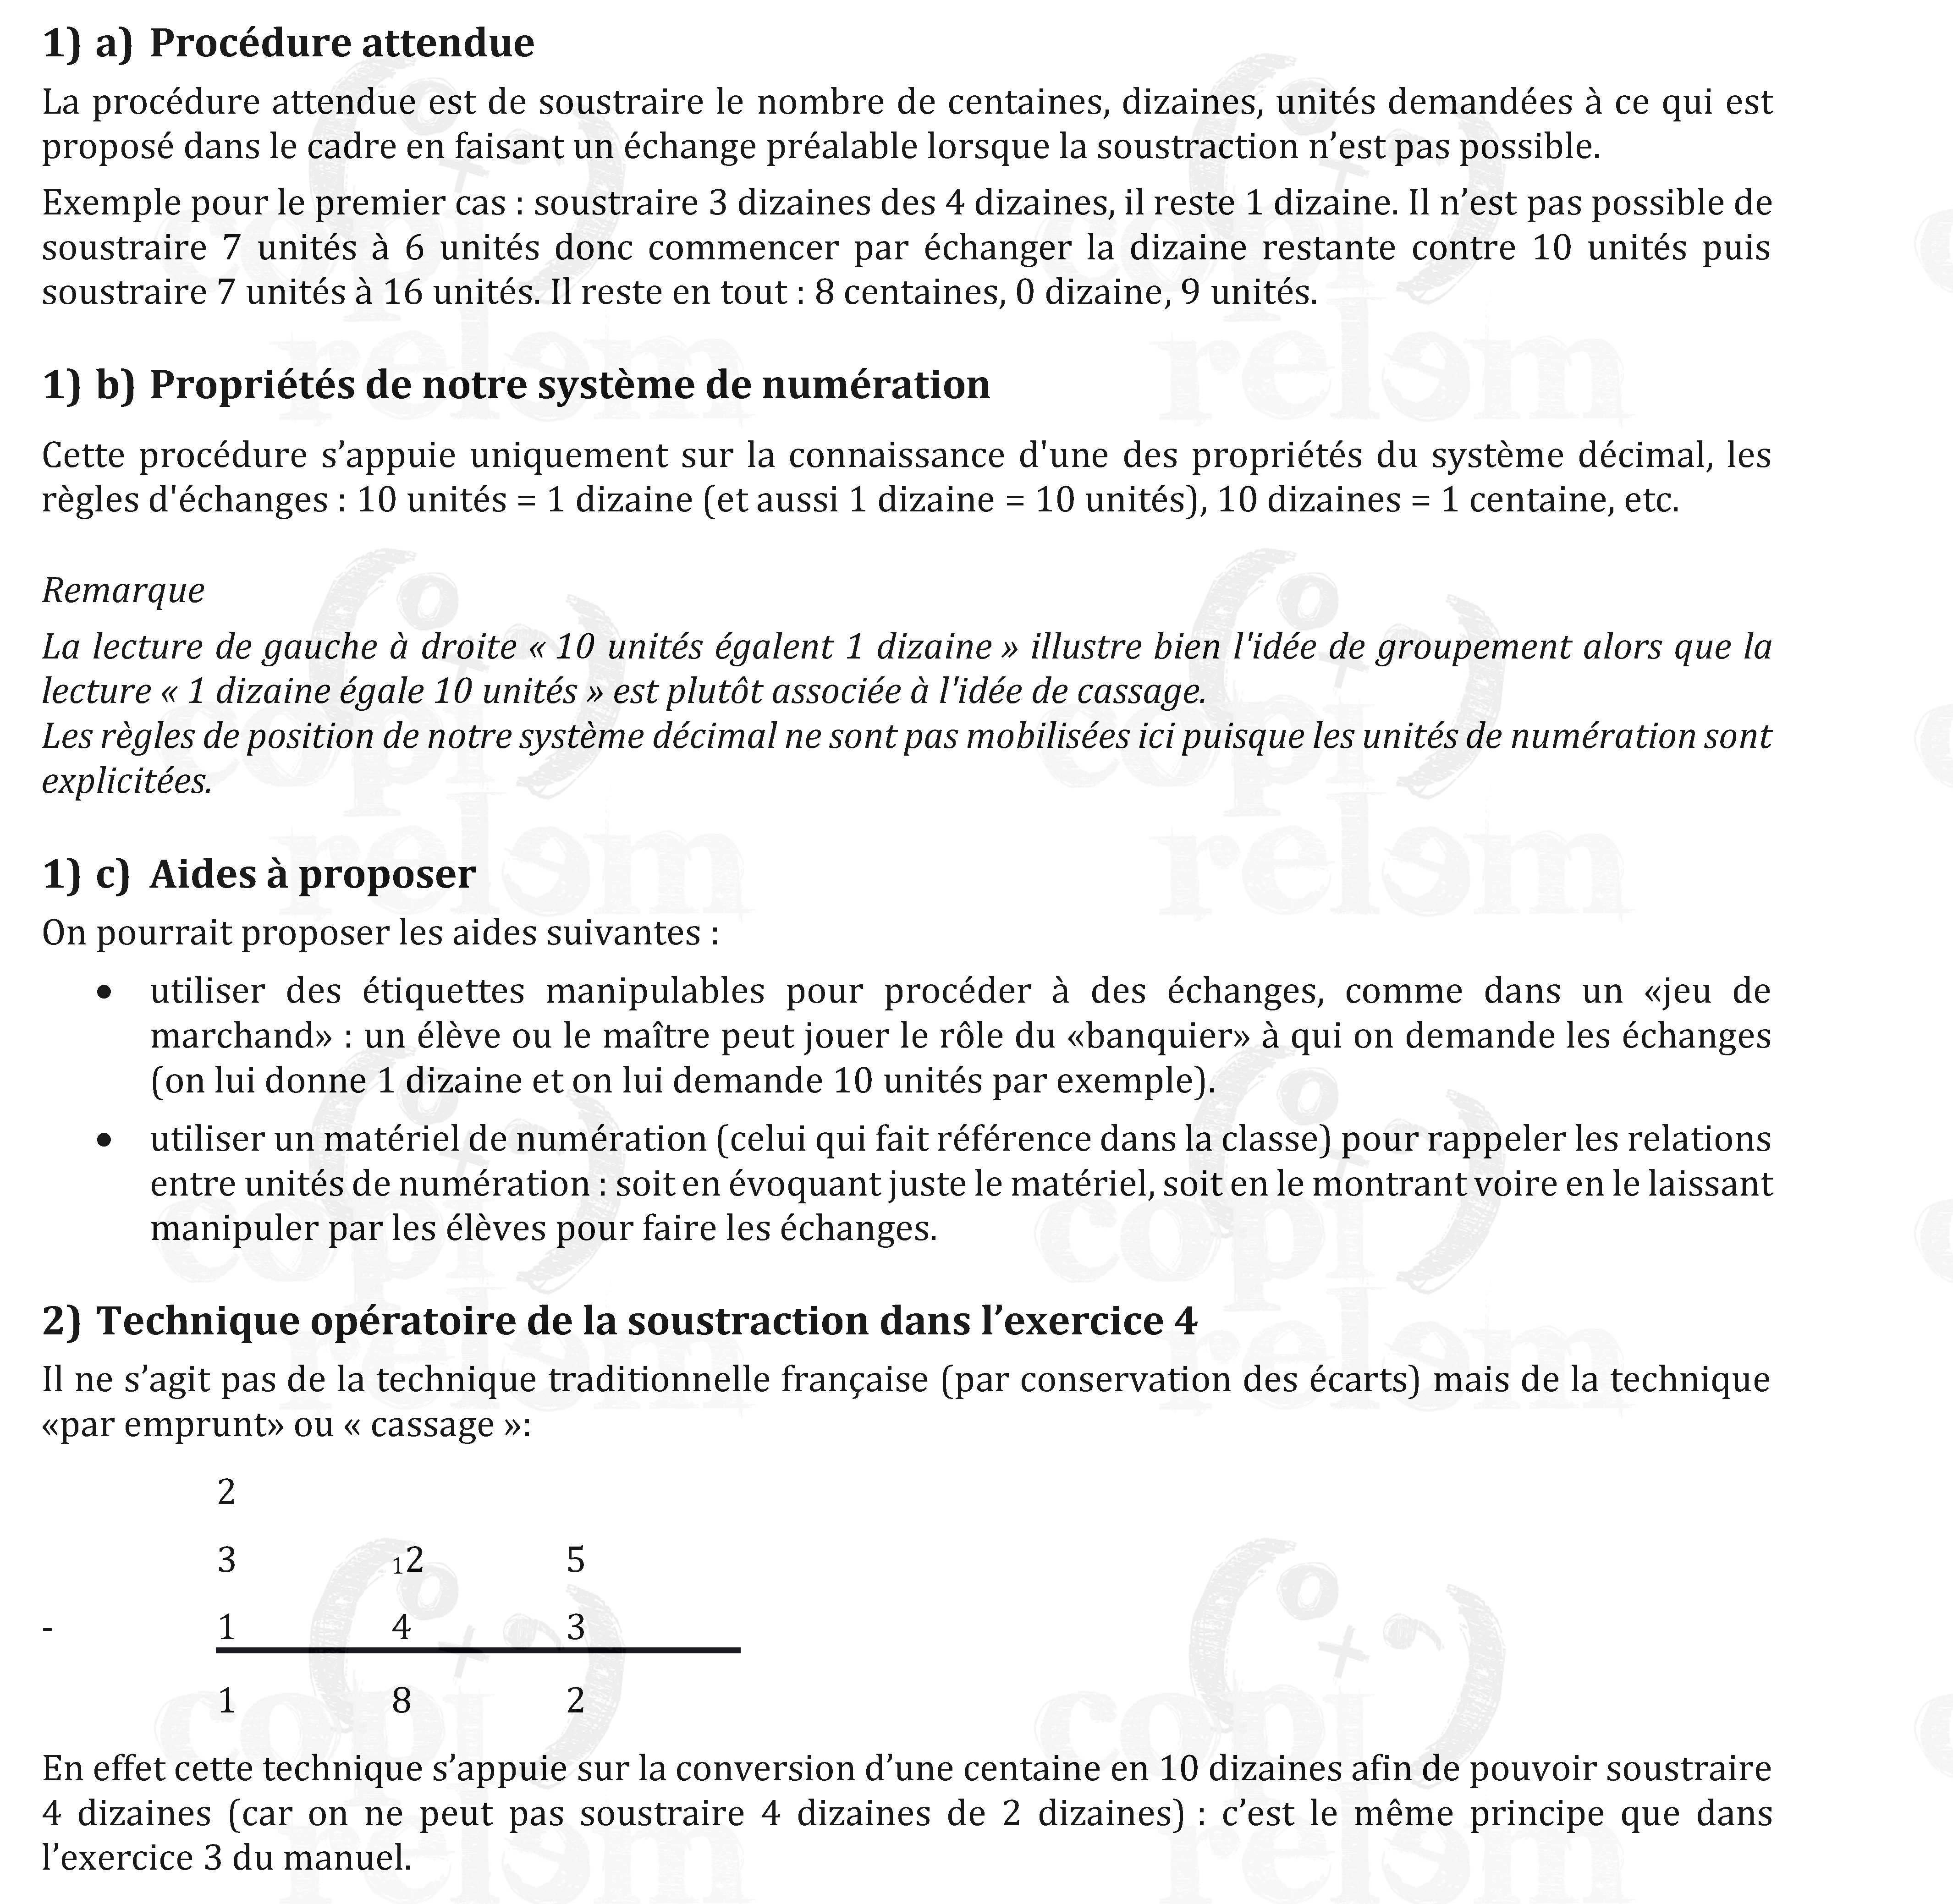 1) a) Procédure attendue
La procédure attendue est de soustraire le nombre de centaines, dizaines, unités demandées à ce qui est
proposé dans le cadre en faisant un échange préalable lorsque la soustraction n’est pas possible.
Exemple pour le premier cas : soustraire 3 dizaines des 4 dizaines, il reste 1 dizaine. Il n’est pas possible de
soustraire 7 unités à 6 unités donc commencer par échanger la dizaine restante contre 10 unités puis
soustraire 7 unités à 16 unités. Il reste en tout : 8 centaines, 0 dizaine, 9 unités.
1) b) Propriétés de notre système de numération
Cette procédure s’appuie uniquement sur la connaissance d'une des propriétés du système décimal, les
règles d'échanges : 10 unités = 1 dizaine (et aussi 1 dizaine = 10 unités), 10 dizaines = 1 centaine, etc.
Remarque
La lecture de gauche à droite « 10 unités égalent 1 dizaine » illustre bien l'idée de groupement alors que la
lecture « 1 dizaine égale 10 unités » est plutôt associée à l'idée de cassage.
Les règles de position de notre système décimal ne sont pas mobilisées ici puisque les unités de numération sont
explicitées.
1) c) Aides à proposer
On pourrait proposer les aides suivantes :
• utiliser des étiquettes manipulables pour procéder à des échanges, comme dans un «jeu de
marchand» : un élève ou le maître peut jouer le rôle du «banquier» à qui on demande les échanges
(on lui donne 1 dizaine et on lui demande 10 unités par exemple).
• utiliser un matériel de numération (celui qui fait référence dans la classe) pour rappeler les relations
entre unités de numération : soit en évoquant juste le matériel, soit en le montrant voire en le laissant
manipuler par les élèves pour faire les échanges.
2) Technique opératoire de la soustraction dans l’exercice 4
Il ne s’agit pas de la technique traditionnelle française (par conservation des écarts) mais de la technique
«par emprunt» ou « cassage »:
2
3 12 5
- 1 4 3
1 8 2
En effet cette technique s’appuie sur la conversion d’une centaine en 10 dizaines afin de pouvoir soustraire
4 dizaines (car on ne peut pas soustraire 4 dizaines de 2 dizaines) : c’est le même principe que dans
l’exercice 3 du manuel.